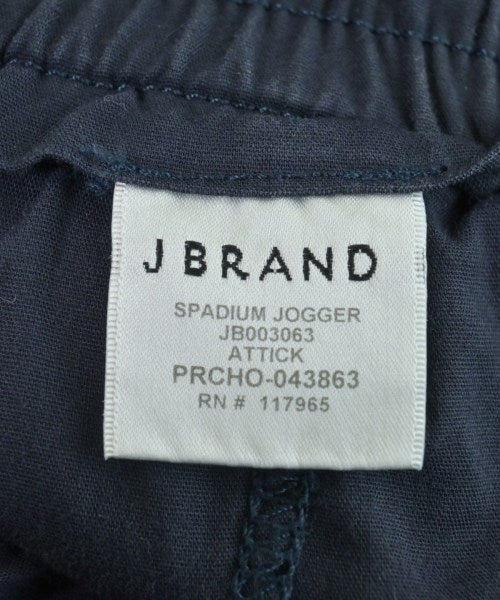 J BRAND
SPADIUM JOGGER
JB003063
ATTICK
PRCHO-043863
RN # 117965